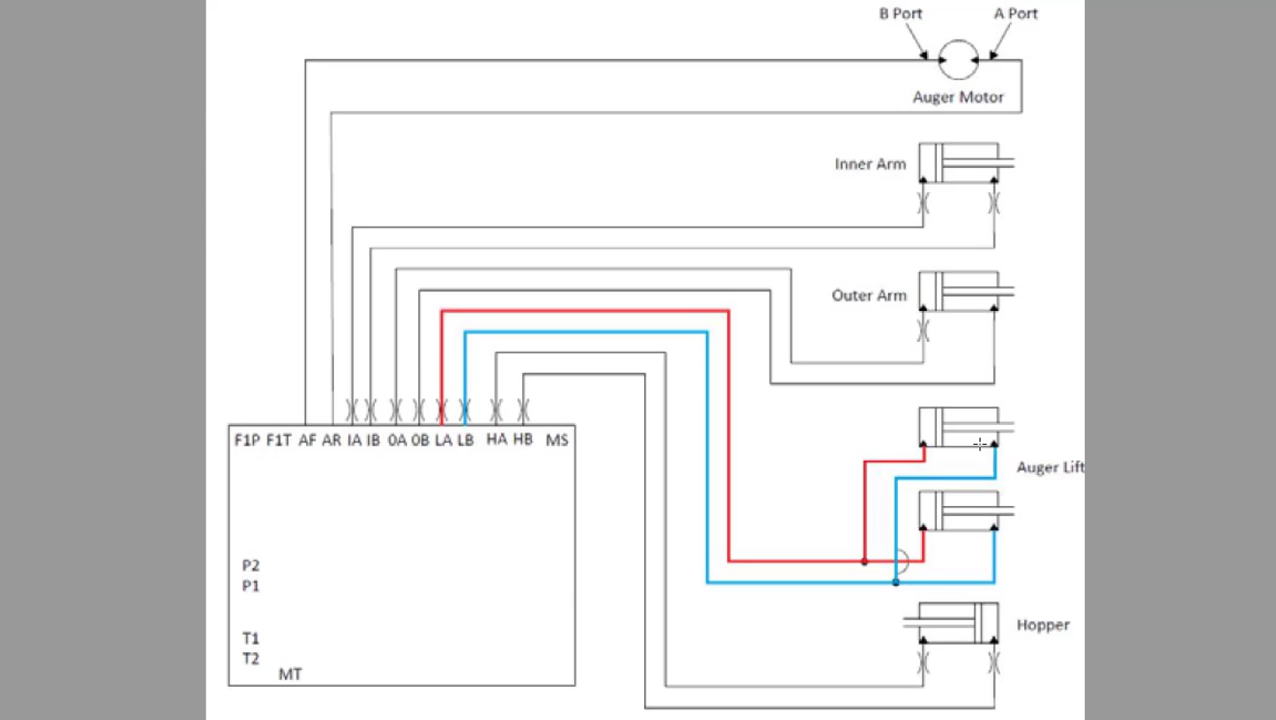 B Port
A Port
Auger Motor
Inner Arm
Outer Arm
F1P F1T AF AR IA IB 0A 0B LA LB HA HB MS
Auger Lift
P2
P1
Hopper
T1
T2
MT